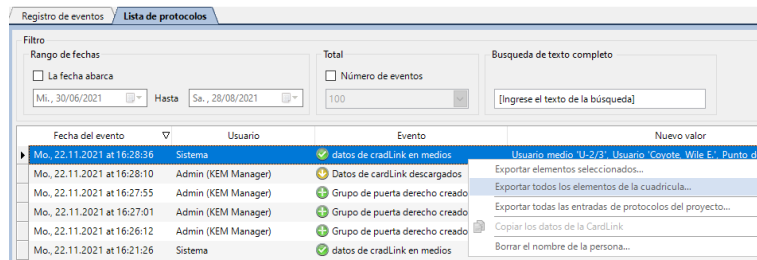 Registro de eventos Lista de protocolos
Filtro
Rango de fechas Total Busqueda de texto completo
La fecha abarca Número de eventos
Mi., 30/06/2021 Hasta Sa., 28/08/2021 100 [Ingrese el texto de la búsqueda]
Fecha del evento Usuario Evento Nuevo valor
Mo., 22.11.2021 at 16:28:36 Sistema datos de cradLink en medios Usuario medio 'U-2/3', Usuario 'Coyote, Wile E.', Punto d
Mo., 22.11.2021 at 16:28:10 Admin (KEM Manager) Datos de cardLink descargados
Mo., 22.11.2021 at 16:27:55 Admin (KEM Manager) Grupo de puerta derecho creado
Mo., 22.11.2021 at 16:27:01 Admin (KEM Manager) Grupo de puerta derecho creado
Mo., 22.11.2021 at 16:26:12 Admin (KEM Manager) Grupo de puerta derecho creado
Mo., 22.11.2021 at 16:21:26 Sistema datos de cradLink en medios
Exportar elementos seleccionados...
Exportar todos los elementos de la cuadricula...
Exportar todas las entradas de protocolos del proyecto...
Copiar los datos de la CardLink
Borrar el nombre de la persona...